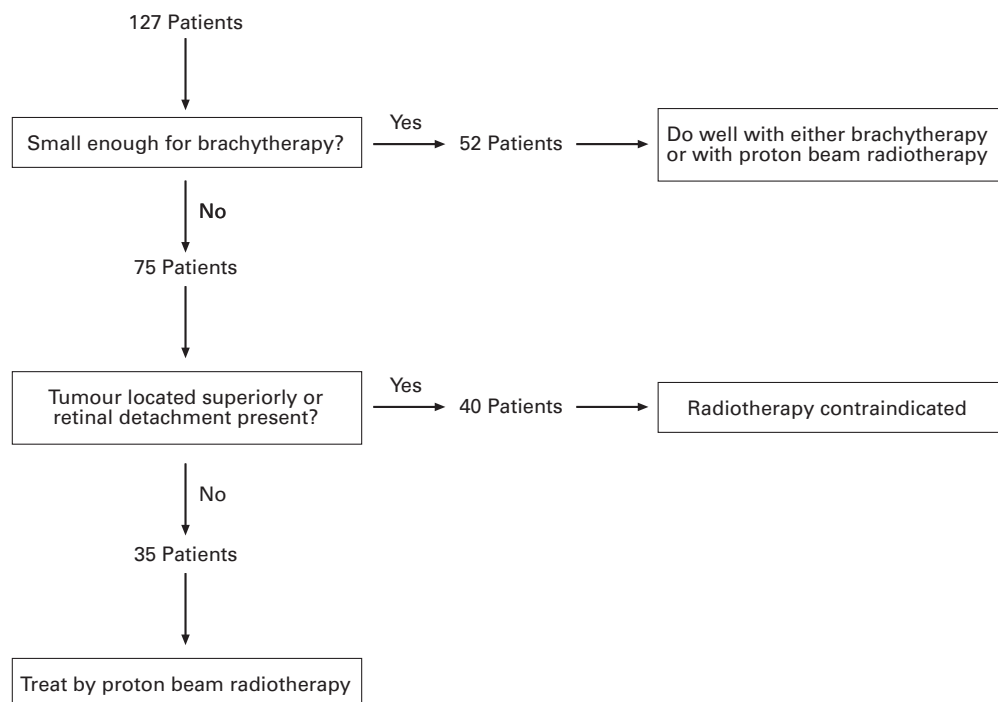 127 Patients
Small enough for brachytherapy?
Yes
52 Patients
Do well with either brachytherapy
or with proton beam radiotherapy
No
75 Patients
Tumour located superiorly or
retinal detachment present?
Yes
40 Patients
Radiotherapy contraindicated
No
35 Patients
Treat by proton beam radiotherapy